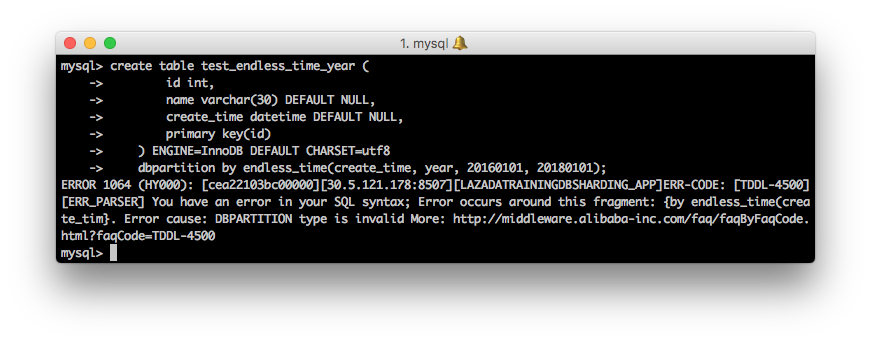 1. mysql
mysql> create table test_endless_time_year (
    ->        id int,
    ->        name varchar(30) DEFAULT NULL,
    ->        create_time datetime DEFAULT NULL,
    ->        primary key(id)
    ->    ) ENGINE=InnoDB DEFAULT CHARSET=utf8
    ->    dbpartition by endless_time(create_time, year, 20160101, 20180101);
ERROR 1064 (HY000): [cea22103bc00000][30.5.121.178:8507][LAZADATRAININGDBSHARDING_APP]ERR-CODE: [TDDL-4500]
[ERR_PARSER] You have an error in your SQL syntax; Error occurs around this fragment: {by endless_time(crea
te_tim}. Error cause: DBPARTITION type is invalid More: http://middleware.alibaba-inc.com/faq/faqByFaqCode.
html?faqCode=TDDL-4500
mysql>